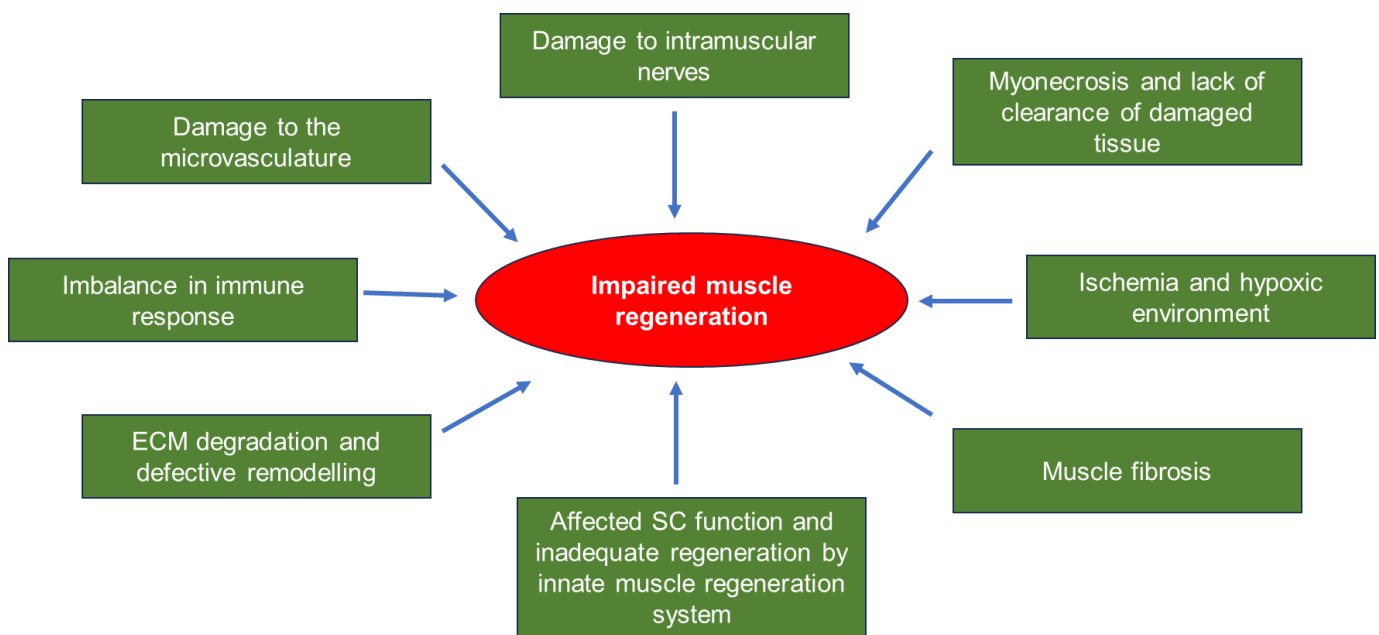 Damage to intramuscular
nerves
Myonecrosis and lack of
clearance of damaged
tissue
Damage to the
microvasculature
Imbalance in immune
response
Impaired muscle
regeneration
Ischemia and hypoxic
environment
ECM degradation and
defective remodelling
Muscle fibrosis
Affected SC function and
inadequate regeneration by
innate muscle regeneration
system